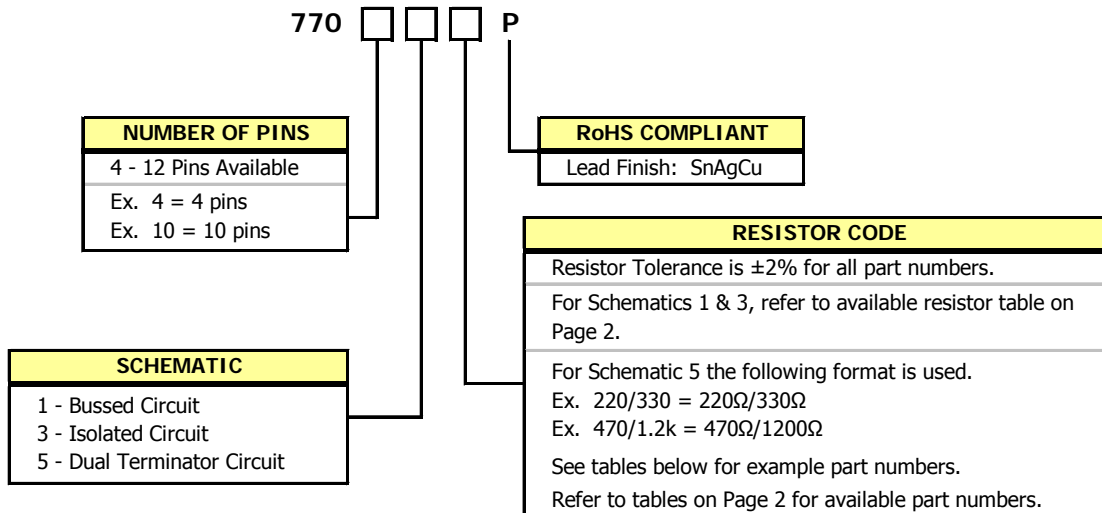 770 P
NUMBER OF PINS
4 - 12 Pins Available
Ex. 4 = 4 pins
Ex. 10 = 10 pins
RoHS COMPLIANT
Lead Finish: SnAgCu
SCHEMATIC
1 - Bussed Circuit
3 - Isolated Circuit
5 - Dual Terminator Circuit
RESISTOR CODE
Resistor Tolerance is ±2% for all part numbers.
For Schematics 1 & 3, refer to available resistor table on
Page 2.
For Schematic 5 the following format is used.
Ex. 220/330 = 220Ω/330Ω
Ex. 470/1.2k = 470Ω/1200Ω
See tables below for example part numbers.
Refer to tables on Page 2 for available part numbers.